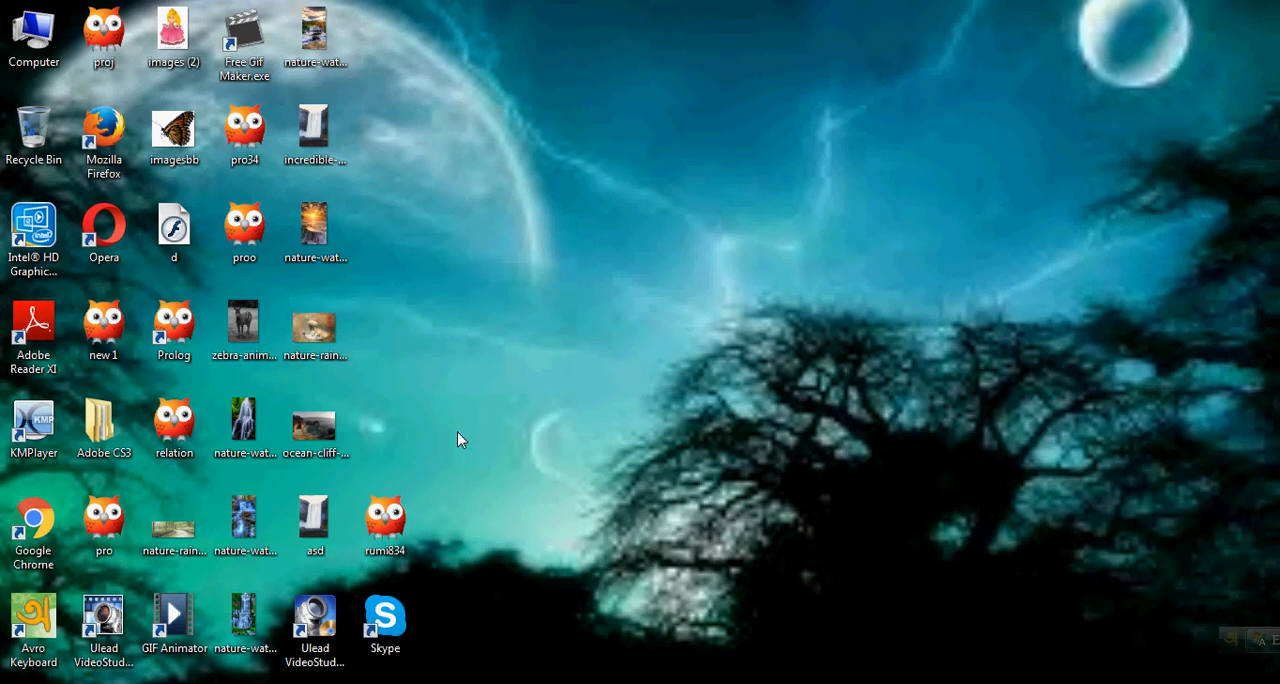 Computer
proj
images (2)
Free Gif
Maker.exe
nature-wat...
Recycle Bin
Mozilla
Firefox
imagesbb
pro34
incredible-...
Intel® HD
Graphic...
Opera
d
proo
nature-wat...
Adobe
Reader XI
new 1
Prolog
zebra-anim...
nature-rain...
KMP
KMPlayer
Adobe CS3
relation
nature-wat...
ocean-cliff-...
Google
Chrome
pro
nature-rain...
nature-wat...
asd
rumi834
অ
Avro
Keyboard
Ulead
VideoStud...
GIF Animator
nature-wat...
Ulead
VideoStud...
S
Skype